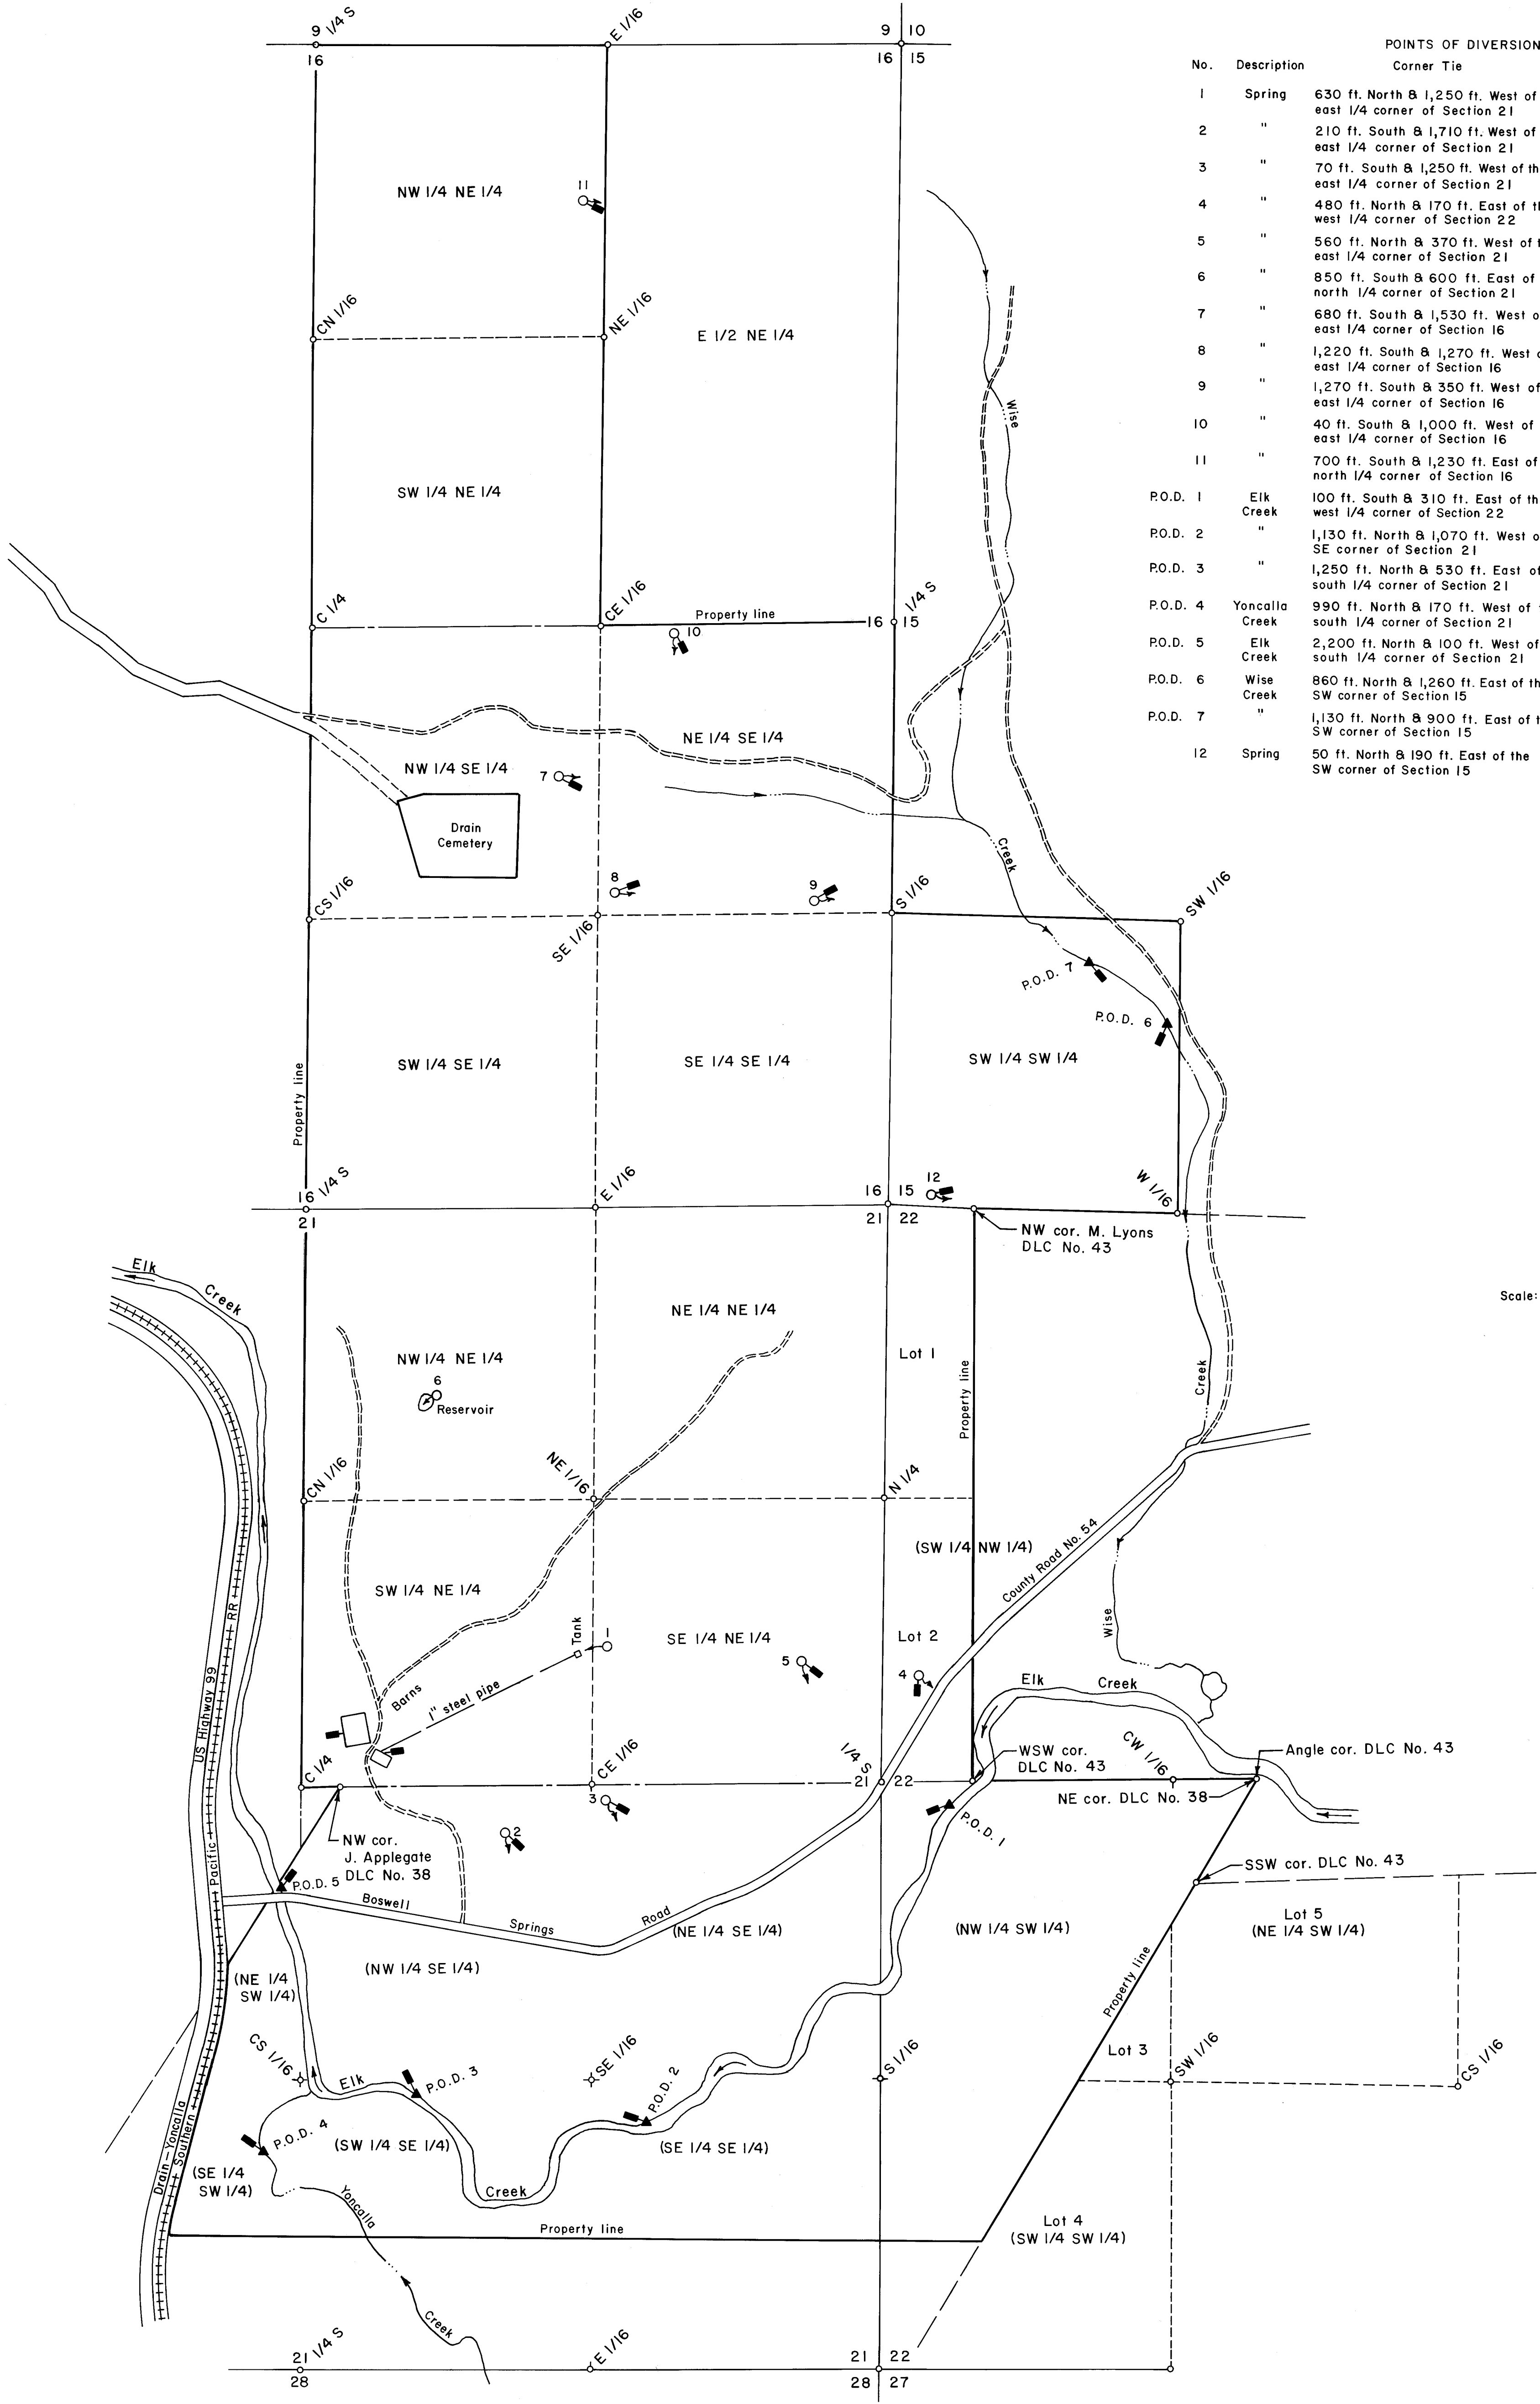 POINTS OF DIVERSION
No. Description Corner Tie
1 Spring 630 ft. North & 1,250 ft. West of
east 1/4 corner of Section 21
2 " 210 ft. South & 1,710 ft. West of
east 1/4 corner of Section 21
3 " 70 ft. South & 1,250 ft. West of
east 1/4 corner of Section 21
4 " 480 ft. North & 170 ft. East of
west 1/4 corner of Section 22
5 " 560 ft. North & 370 ft. West of
east 1/4 corner of Section 21
6 " 850 ft. South & 600 ft. East of
north 1/4 corner of Section 21
7 " 680 ft. South & 1,530 ft. West
east 1/4 corner of Section 16
8 " 1,220 ft. South & 1,270 ft. West
east 1/4 corner of Section 16
9 " 1,270 ft. South & 350 ft. West of
east 1/4 corner of Section 16
10 " 40 ft. South & 1,000 ft. West of
east 1/4 corner of Section 16
11 " 700 ft. South & 1,230 ft. East of
north 1/4 corner of Section 16
P.O.D. 1 Elk 100 ft. South & 310 ft. East of
Creek west 1/4 corner of Section 22
P.O.D. 2 " 1,130 ft. North & 1,070 ft. West
SE corner of Section 21
P.O.D. 3 " 1,250 ft. North & 530 ft. East of
south 1/4 corner of Section 21
P.O.D. 4 Yoncalla 990 ft. North & 170 ft. West of
Creek south 1/4 corner of Section 21
P.O.D. 5 Elk 2,200 ft. North & 100 ft. West of
Creek south 1/4 corner of Section 21
P.O.D. 6 Wise 860 ft. North & 1,260 ft. East of
Creek SW corner of Section 15
P.O.D. 7 " 1,130 ft. North & 900 ft. East of
SW corner of Section 15
12 Spring 50 ft. North & 190 ft. East of the
SW corner of Section 15
9 1/4 S
16
E 1/16
9 10
16 15
NW 1/4 NE 1/4
11
CN 1/16
NE 1/16
E 1/2 NE 1/4
Wise
SW 1/4 NE 1/4
C 1/4
CE 1/16
Property line
16 15
1/4 S
10
NE 1/4 SE 1/4
NW 1/4 SE 1/4
7
Drain
Cemetery
Creek
8
9
CS 1/16
SE 1/16
S 1/16
SW 1/16
P.O.D. 7
P.O.D. 6
SW 1/4 SE 1/4
SE 1/4 SE 1/4
SW 1/4 SW 1/4
Property line
16 1/4 S
21
E 1/16
16 15
21 22
12
W 1/16
NW cor. M. Lyons
DLC No. 43
Elk
Creek
Scale:
NE 1/4 NE 1/4
NW 1/4 NE 1/4
Lot 1
6
Reservoir
Property line
Creek
CN 1/16
NE 1/16
N 1/4
(SW 1/4 NW 1/4)
County Road No. 54
SW 1/4 NE 1/4
Tank
1
SE 1/4 NE 1/4
Lot 2
Wise
5
4
Elk Creek
Barns
1" steel pipe
US Highway 99
RR
C 1/4
CE 1/16
1/4 S
21 22
WSW cor.
DLC No. 43
CW 1/16
Angle cor. DLC No. 43
NE cor. DLC No. 38
3
2
P.O.D. 1
NW cor.
J. Applegate
DLC No. 38
P.O.D. 5
SSW cor. DLC No. 43
Pacific
Boswell Springs Road
(NE 1/4 SE 1/4)
(NW 1/4 SW 1/4)
Lot 5
(NE 1/4 SW 1/4)
(NW 1/4 SE 1/4)
(NE 1/4
SW 1/4)
Property line
CS 1/16
SE 1/16
S 1/16
Lot 3
SW 1/16
CS 1/16
Elk
P.O.D. 3
P.O.D. 2
P.O.D. 4
(SW 1/4 SE 1/4)
(SE 1/4 SE 1/4)
Drain-Yoncalla
Southern
(SE 1/4
SW 1/4)
Creek
Yoncalla
Property line
Lot 4
(SW 1/4 SW 1/4)
Creek
21 1/4 S
28
E 1/16
21 22
28 27